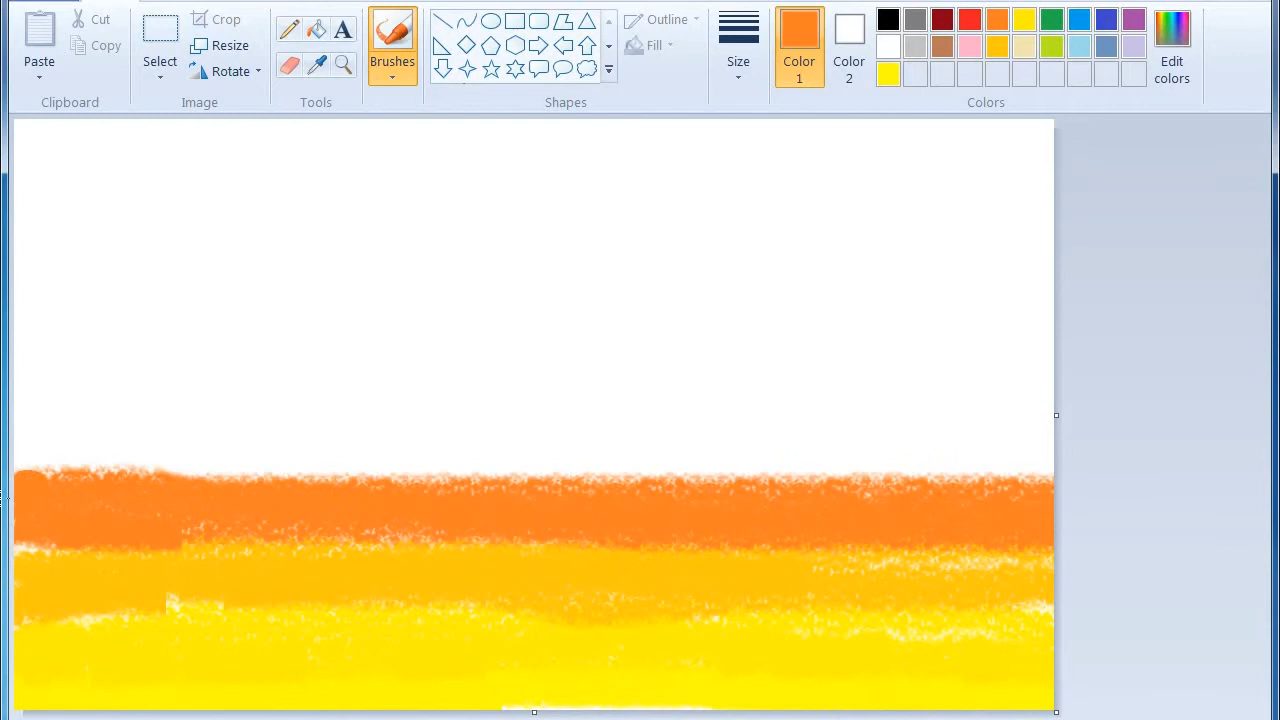 Paste
Cut
Copy
Clipboard
Select
Crop
Resize
Rotate
Image
A
Tools
Brushes
Shapes
Outline
Fill
Size
Color
1
Color
2
Edit
colors
Colors